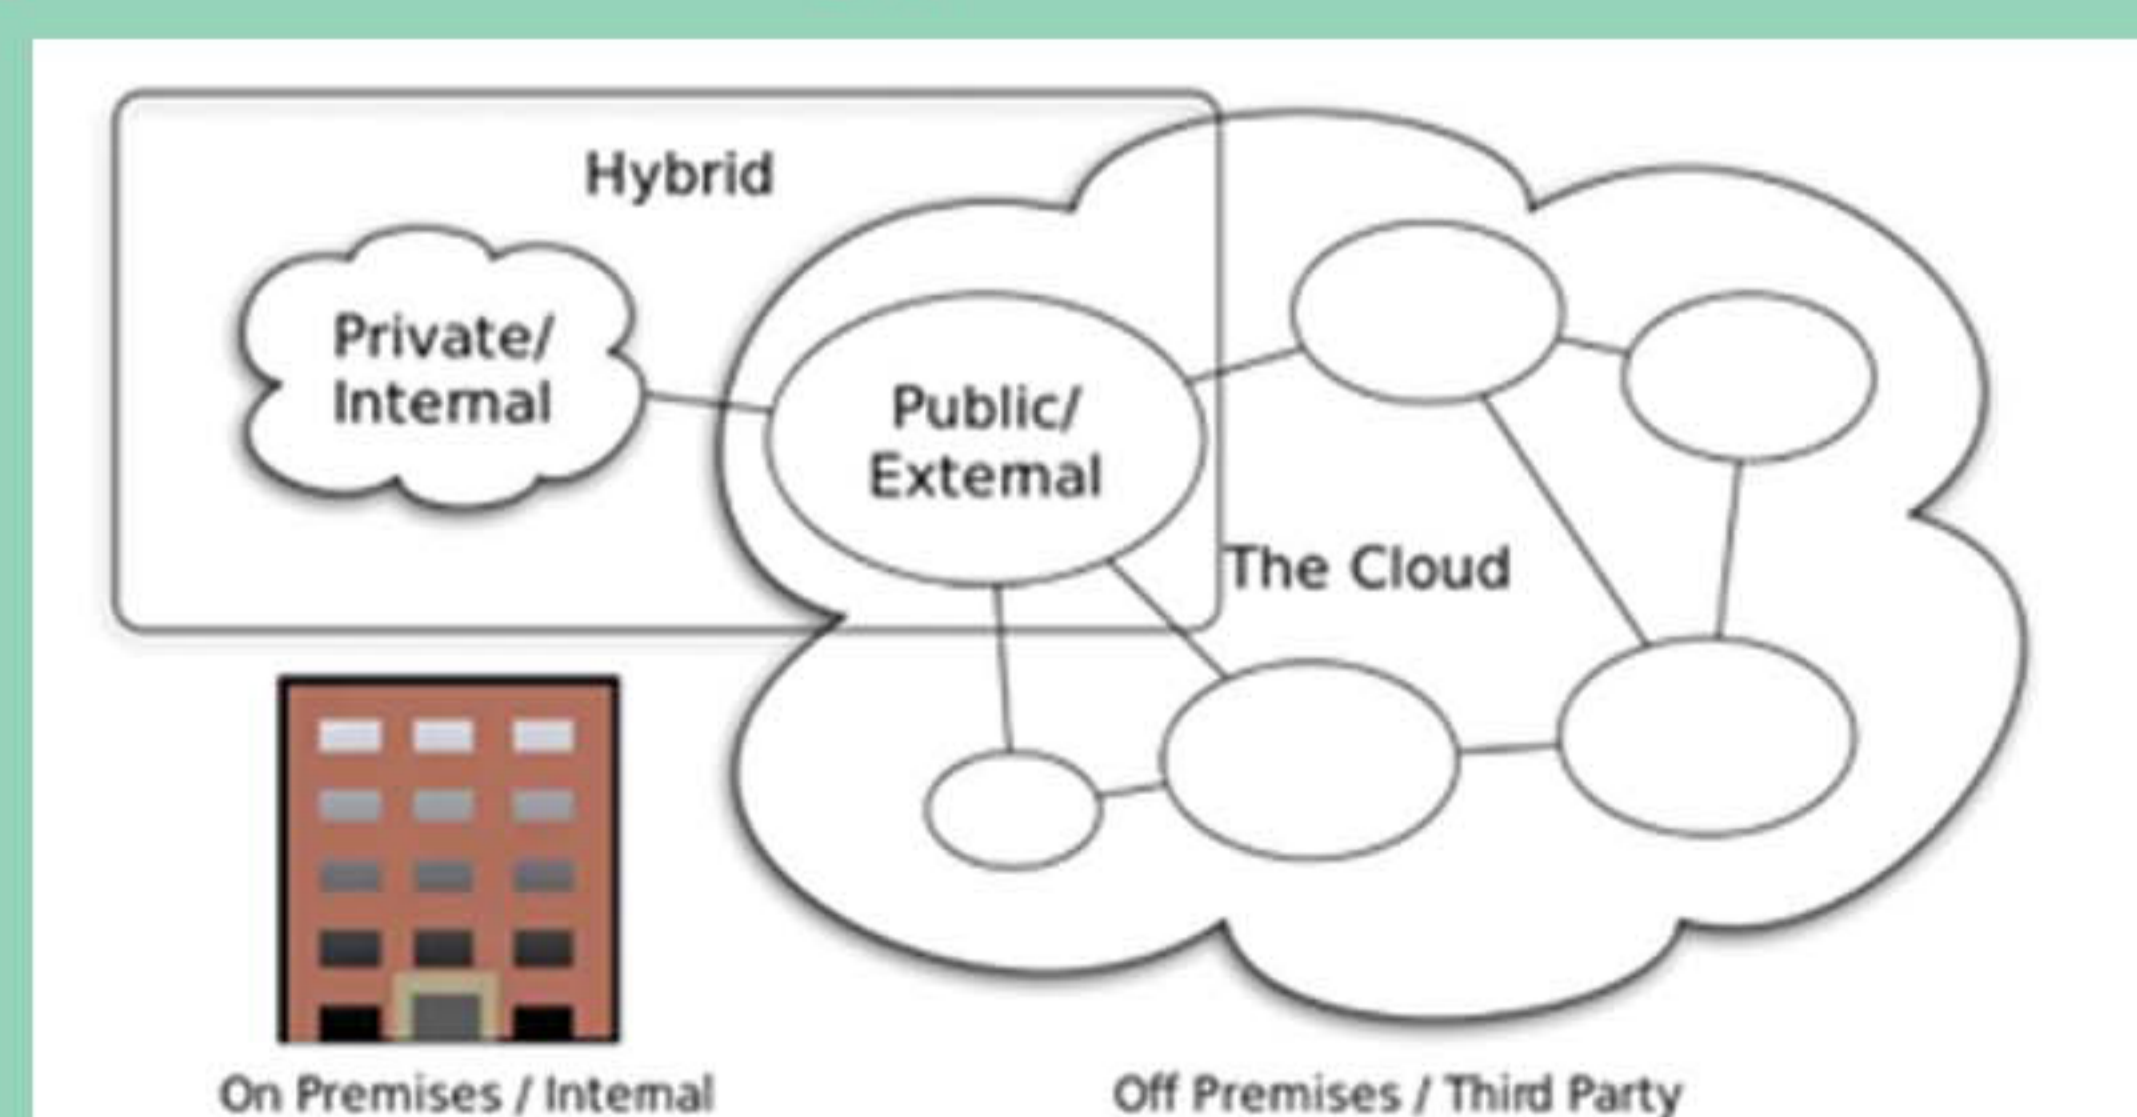 Hybrid
Private/
Internal
Public/
External
The Cloud
On Premises / Internal
Off Premises / Third Party